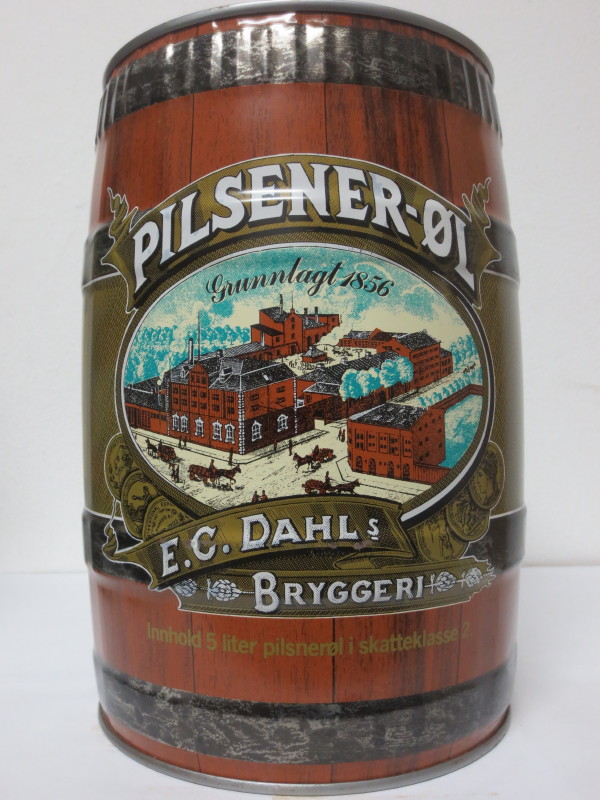 PILSENER-ØL
Grunnlagt 1856
E.C. DAHLs
BRYGGERI
Innhold 5 liter pilsnerøl i skatteklasse 2